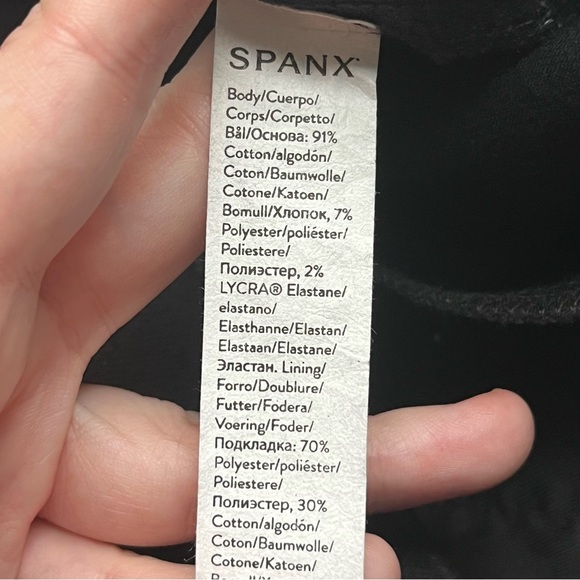 SPANX
Body/Cuerpo/
Corps/Corpetto/
Bål/Основа: 91%
Cotton/algodón/
Coton/Baumwolle/
Cotone/Katoen/
Bomull/Хлопок, 7%
Polyester/poliéster/
Poliestere/
Полиэстер, 2%
LYCRA® Elastane/
elastano/
Elasthanne/Elastan/
Elastaan/Elastane/
Эластан. Lining/
Forro/Doublure/
Futter/Fodera/
Voering/Foder/
Подкладка: 70%
Polyester/poliéster/
Poliestere/
Полиэстер, 30%
Cotton/algodón/
Coton/Baumwolle/
Cotone/Katoen/